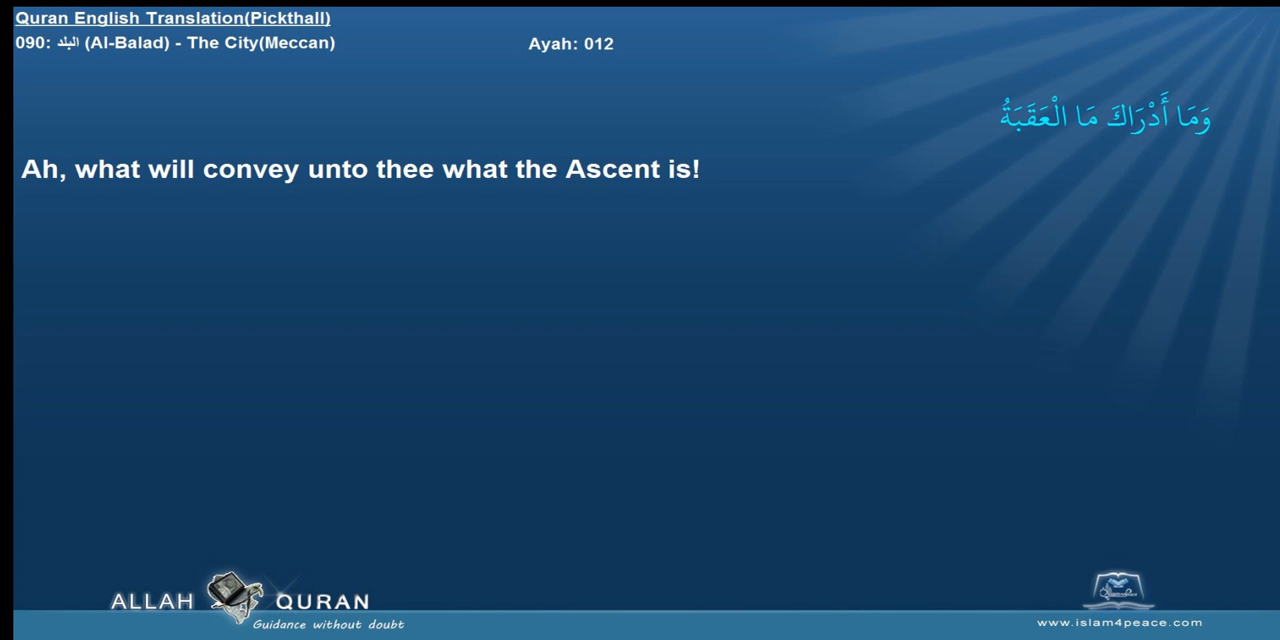 Quran English Translation(Pickthall)
090: البلد (Al-Balad) - The City(Meccan)
Ayah: 012
وَمَا أَدْرَاكَ مَا الْعَقَبَةُ
Ah, what will convey unto thee what the Ascent is!
ALLAH QURAN
Guidance without doubt
www.islam4peace.com